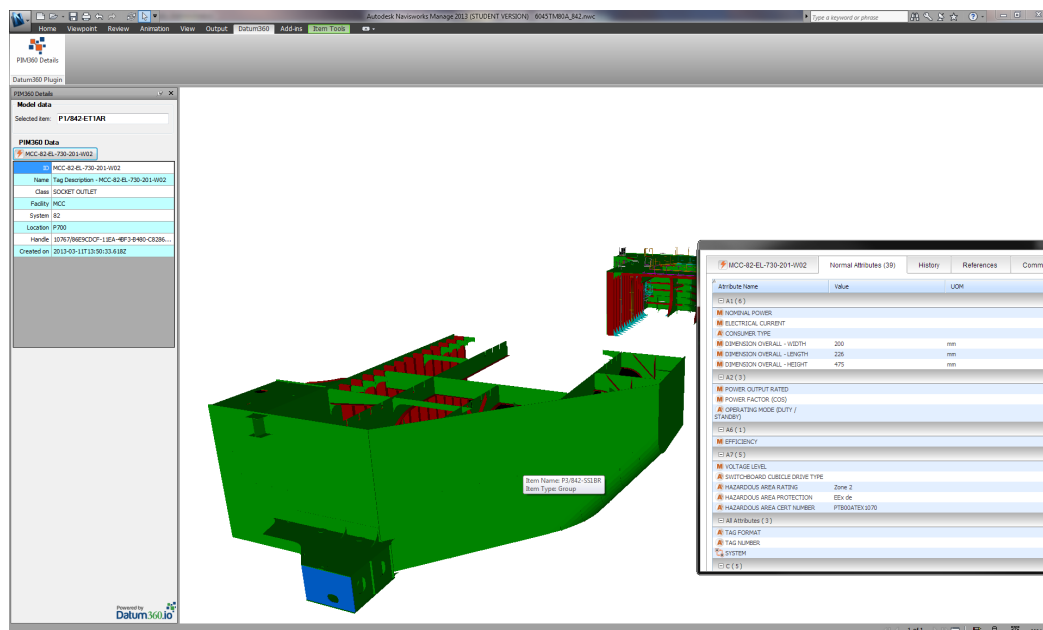 Autodesk Navisworks Manage 2013 (STUDENT VERSION) 6045TM80A_842.nwc
Type a keyword or phrase
Home Viewpoint Review Animation View Output Datum360 Add-ins Item Tools
PIM360 Details
Datum360 Plugin
PIM360 Details
Model data
Selected item: P1/842-ET1AR
PIM360 Data
MCC-82-EL-730-201-W02
ID MCC-82-EL-730-201-W02
Name Tag Description - MCC-82-EL-730-201-W02
Class SOCKET OUTLET
Facility MCC
System 82
Location P700
Handle 10767/86E9CDCF-11EA-4BF3-B480-C8286...
Created on 2013-03-11T13:50:33.618Z
Powered by
Datum360.io
Item Name: P3/842-SS1BR
Item Type: Group
MCC-82-EL-730-201-W02 Normal Attributes (39) History References Comm
Attribute Name Value UOM
A1 ( 6 )
NOMINAL POWER
ELECTRICAL CURRENT
CONSUMER TYPE
DIMENSION OVERALL - WIDTH 200 mm
DIMENSION OVERALL - LENGTH 226 mm
DIMENSION OVERALL - HEIGHT 475 mm
A2 ( 3 )
POWER OUTPUT RATED
POWER FACTOR (COS)
OPERATING MODE (DUTY /
STANDBY)
A6 ( 1 )
EFFICIENCY
A7 ( 5 )
VOLTAGE LEVEL
SWITCHBOARD CUBICLE DRIVE TYPE
HAZARDOUS AREA RATING Zone 2
HAZARDOUS AREA PROTECTION EEx de
HAZARDOUS AREA CERT NUMBER PTB00ATEX1070
All Attributes ( 3 )
TAG FORMAT
TAG NUMBER
SYSTEM
C ( 5 )